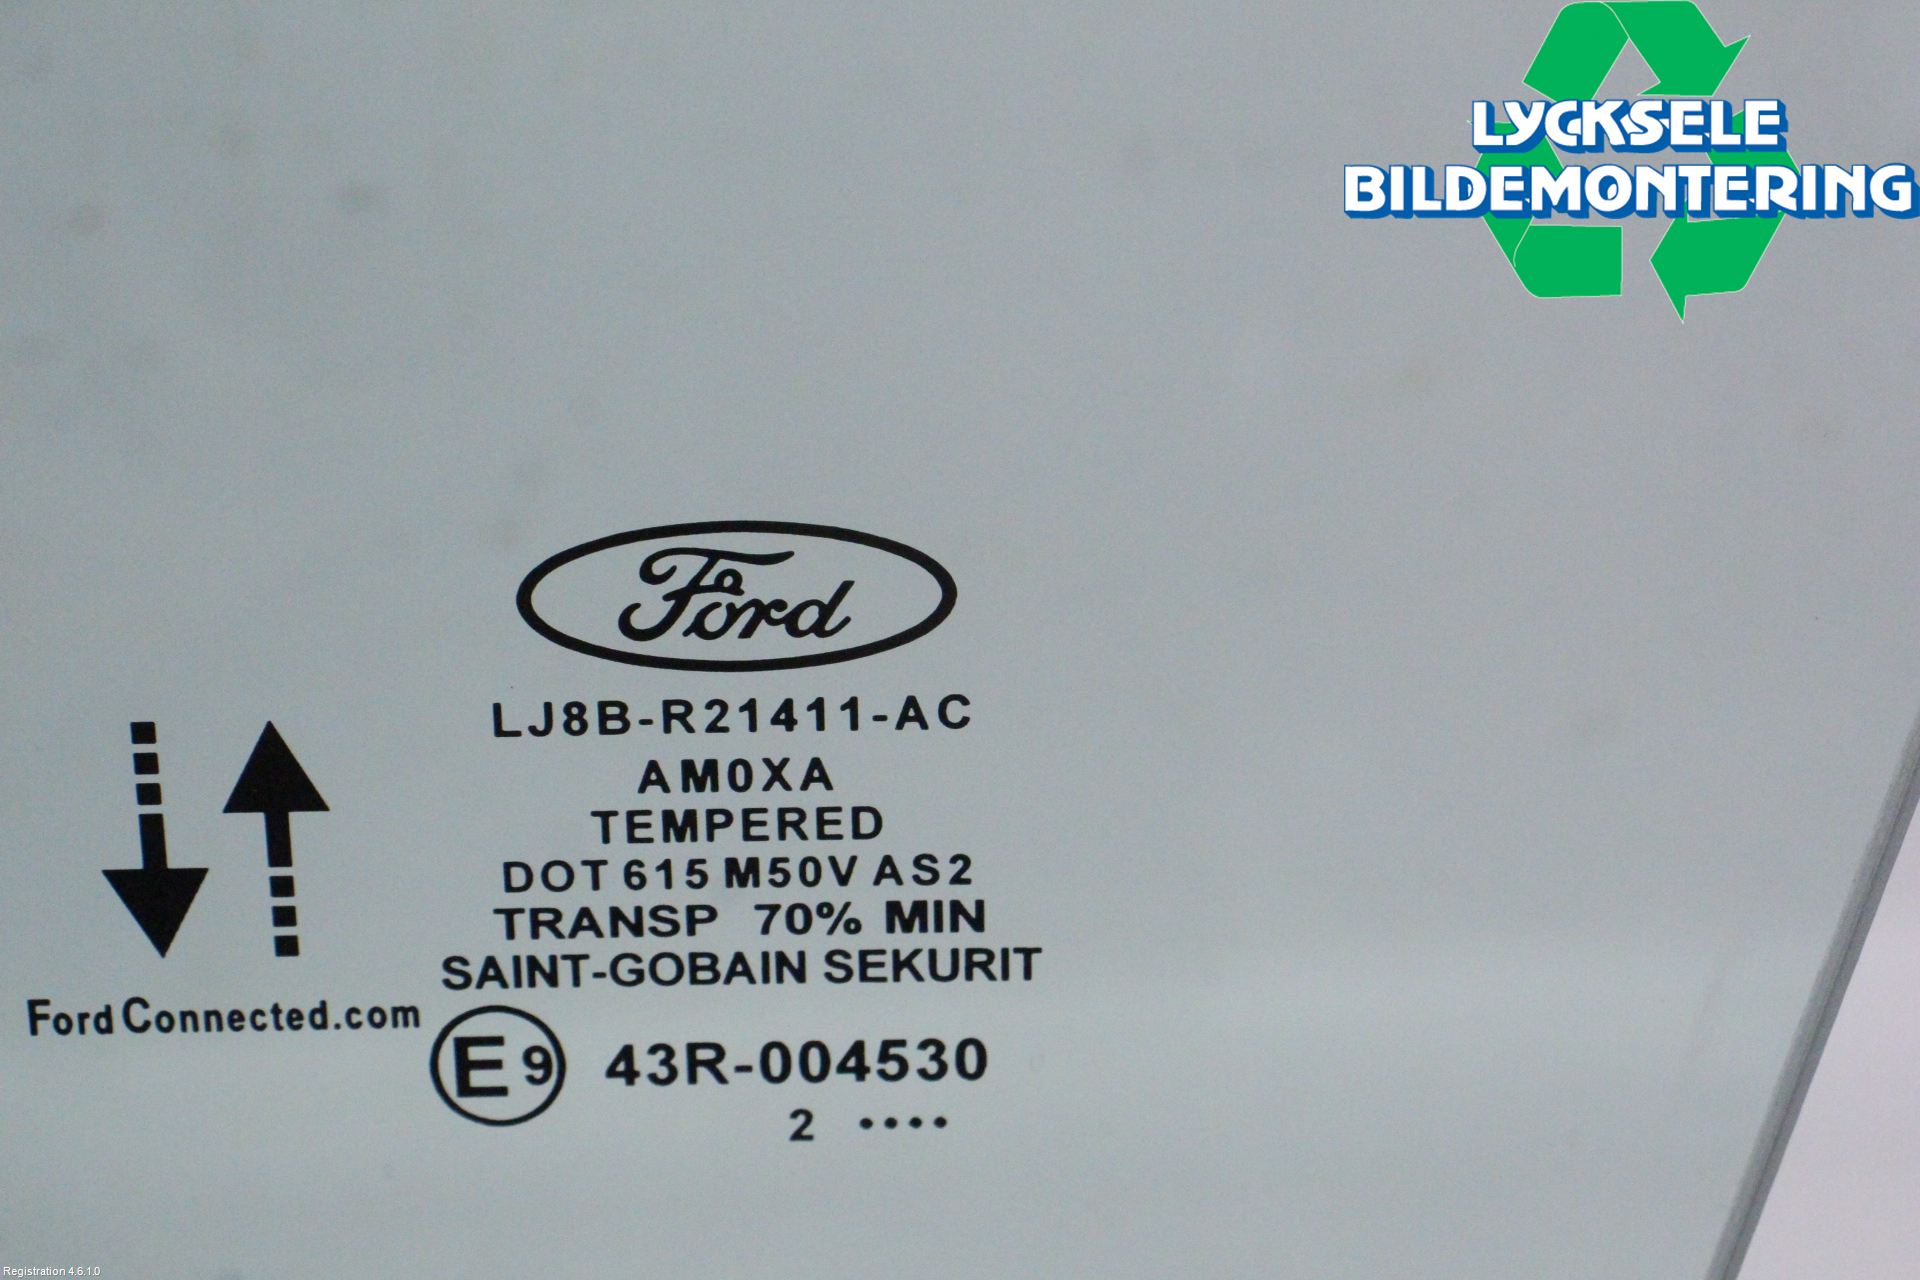 LYCKSELE
BILDEMONTERING
Ford
LJ8B-R21411-AC
AM0XA
TEMPERED
DOT 615 M50V AS2
TRANSP 70% MIN
SAINT-GOBAIN SEKURIT
FordConnected.com
E9 43R-004530
2 ••••
Registration 4.6.1.0